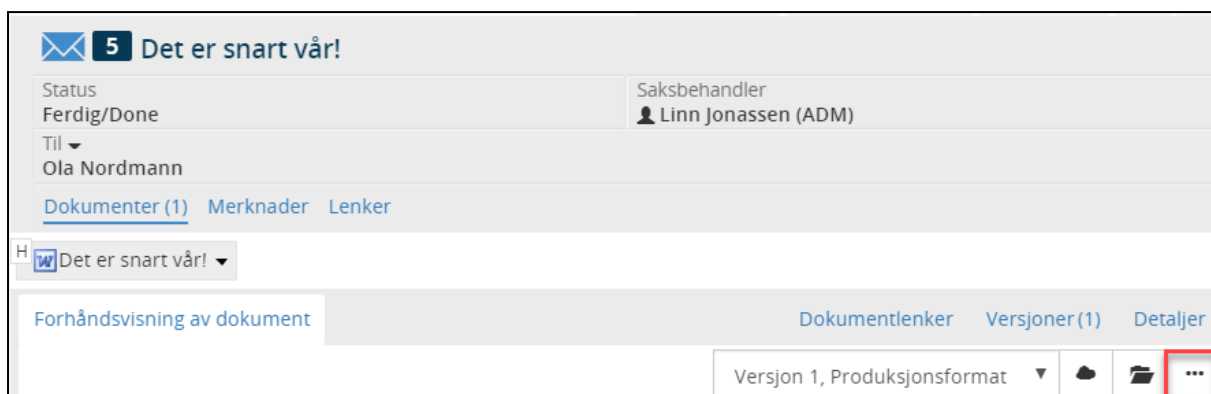 5 Det er snart vår!
Status Saksbehandler
Ferdig/Done Linn Jonassen (ADM)
Til
Ola Nordmann
Dokumenter (1) Merknader Lenker
H Det er snart vår!
Forhåndsvisning av dokument Dokumentlenker Versjoner (1) Detaljer
Versjon 1, Produksjonsformat ...